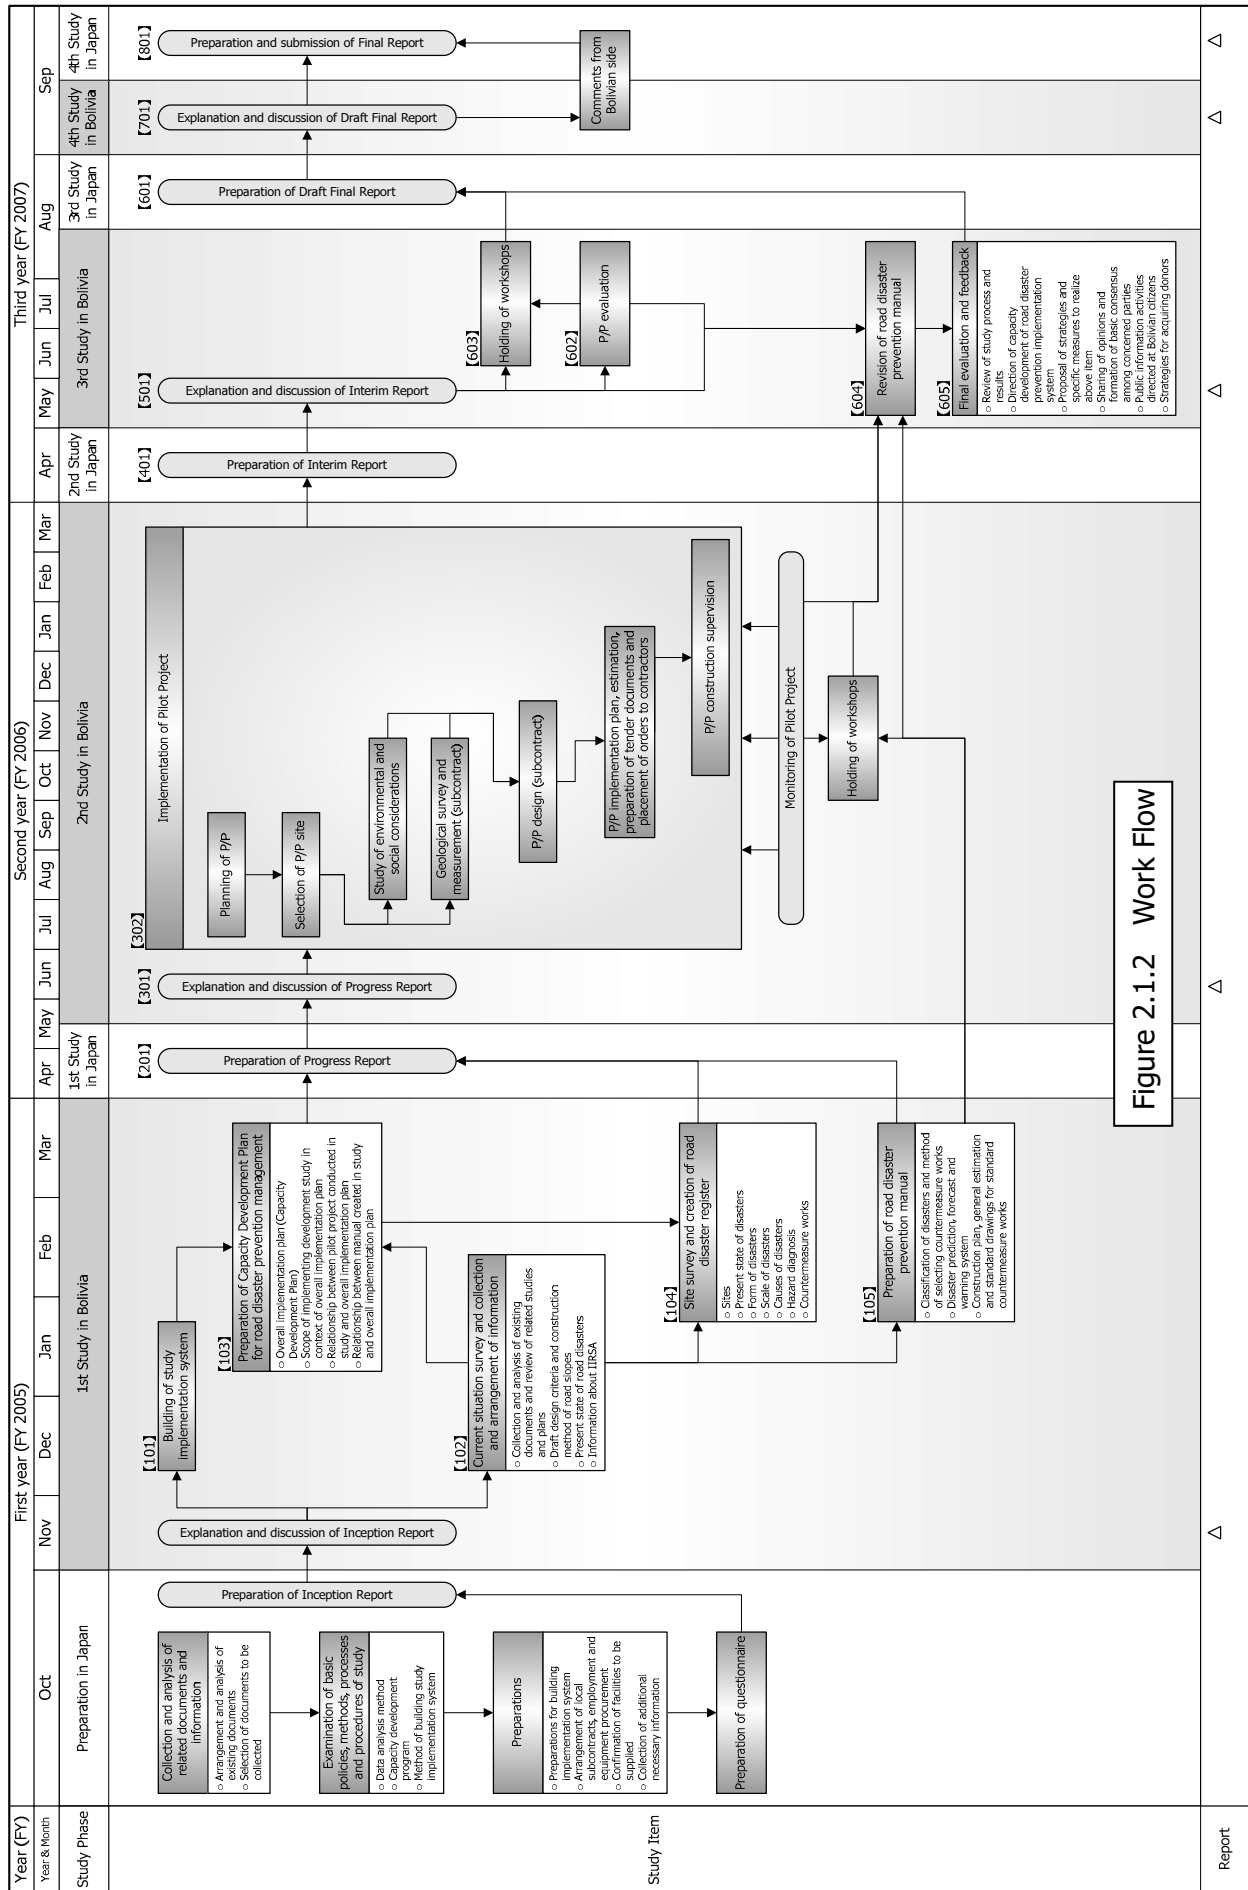 Year (FY)
First year (FY 2005)
Second year (FY 2006)
Third year (FY 2007)
Year & Month
Oct
Nov
Dec
Jan
Feb
Mar
Apr
May
Jun
Jul
Aug
Sep
Oct
Nov
Dec
Jan
Feb
Mar
Apr
May
Jun
Jul
Aug
Sep
Study Phase
Preparation in Japan
1st Study in Bolivia
1st Study
in Japan
2nd Study in Bolivia
2nd Study
in Japan
3rd Study in Bolivia
3rd Study
in Japan
4th Study
in Bolivia
4th Study
in Japan
Study Item
Collection and analysis of
related documents and
information
○ Arrangement and analysis of
existing documents
○ Selection of documents to be
collected
Examination of basic
policies, methods, processes
and procedures of study
○ Data analysis method
○ Capacity development
program
○ Method of building study
implementation system
Preparations
○ Preparations for building
implementation system
○ Arrangement of local
subcontracts, employment and
equipment procurement
○ Confirmation of facilities to be
supplied
○ Collection of additional
necessary information
Preparation of questionnaire
Preparation of Inception Report
Explanation and discussion of Inception Report
【101】
Building of study
implementation system
【102】
Current situation survey and collection
and arrangement of information
○ Collection and analysis of existing
documents and review of related studies
and plans
○ Draft design criteria and construction
method of road slopes
○ Present state of road disasters
○ Information about IIRSA
【103】
Preparation of Capacity Development Plan
for road disaster prevention management
○ Overall implementation plan (Capacity
Development Plan)
○ Scope of implementing development study in
context of overall implementation plan
○ Relationship between pilot project conducted in
study and overall implementation plan
○ Relationship between manual created in study
and overall implementation plan
【104】
Site survey and creation of road
disaster register
○ Sites
○ Present state of disasters
○ Form of disasters
○ Scale of disasters
○ Causes of disasters
○ Hazard diagnosis
○ Countermeasure works
【105】
Preparation of road disaster
prevention manual
○ Classification of disasters and method
of selecting countermeasure works
○ Disaster prediction, forecast and
warning system
○ Construction plan, general estimation
and standard drawings for standard
countermeasure works
【201】
Preparation of Progress Report
【301】
Explanation and discussion of Progress Report
【302】
Implementation of Pilot Project
Planning of P/P
Selection of P/P site
Study of environmental and
social considerations
Geological survey and
measurement (subcontract)
P/P design (subcontract)
P/P implementation plan, estimation,
preparation of tender documents and
placement of orders to contractors
P/P construction supervision
Monitoring of Pilot Project
Holding of workshops
【401】
Preparation of Interim Report
【501】
Explanation and discussion of Interim Report
【603】
Holding of workshops
【602】
P/P evaluation
【604】
Revision of road disaster
prevention manual
【605】
Final evaluation and feedback
○ Review of study process and
results
○ Direction of capacity
development of road disaster
prevention implementation
system
○ Proposal of strategies and
specific measures to realize
above item
○ Sharing of opinions and
formation of basic consensus
among concerned parties
○ Public information activities
directed at Bolivian citizens
○ Strategies for acquiring donors
【601】
Preparation of Draft Final Report
【701】
Explanation and discussion of Draft Final Report
Comments from
Bolivian side
【801】
Preparation and submission of Final Report
Report
△
△
△
△
△
Figure 2.1.2 Work Flow